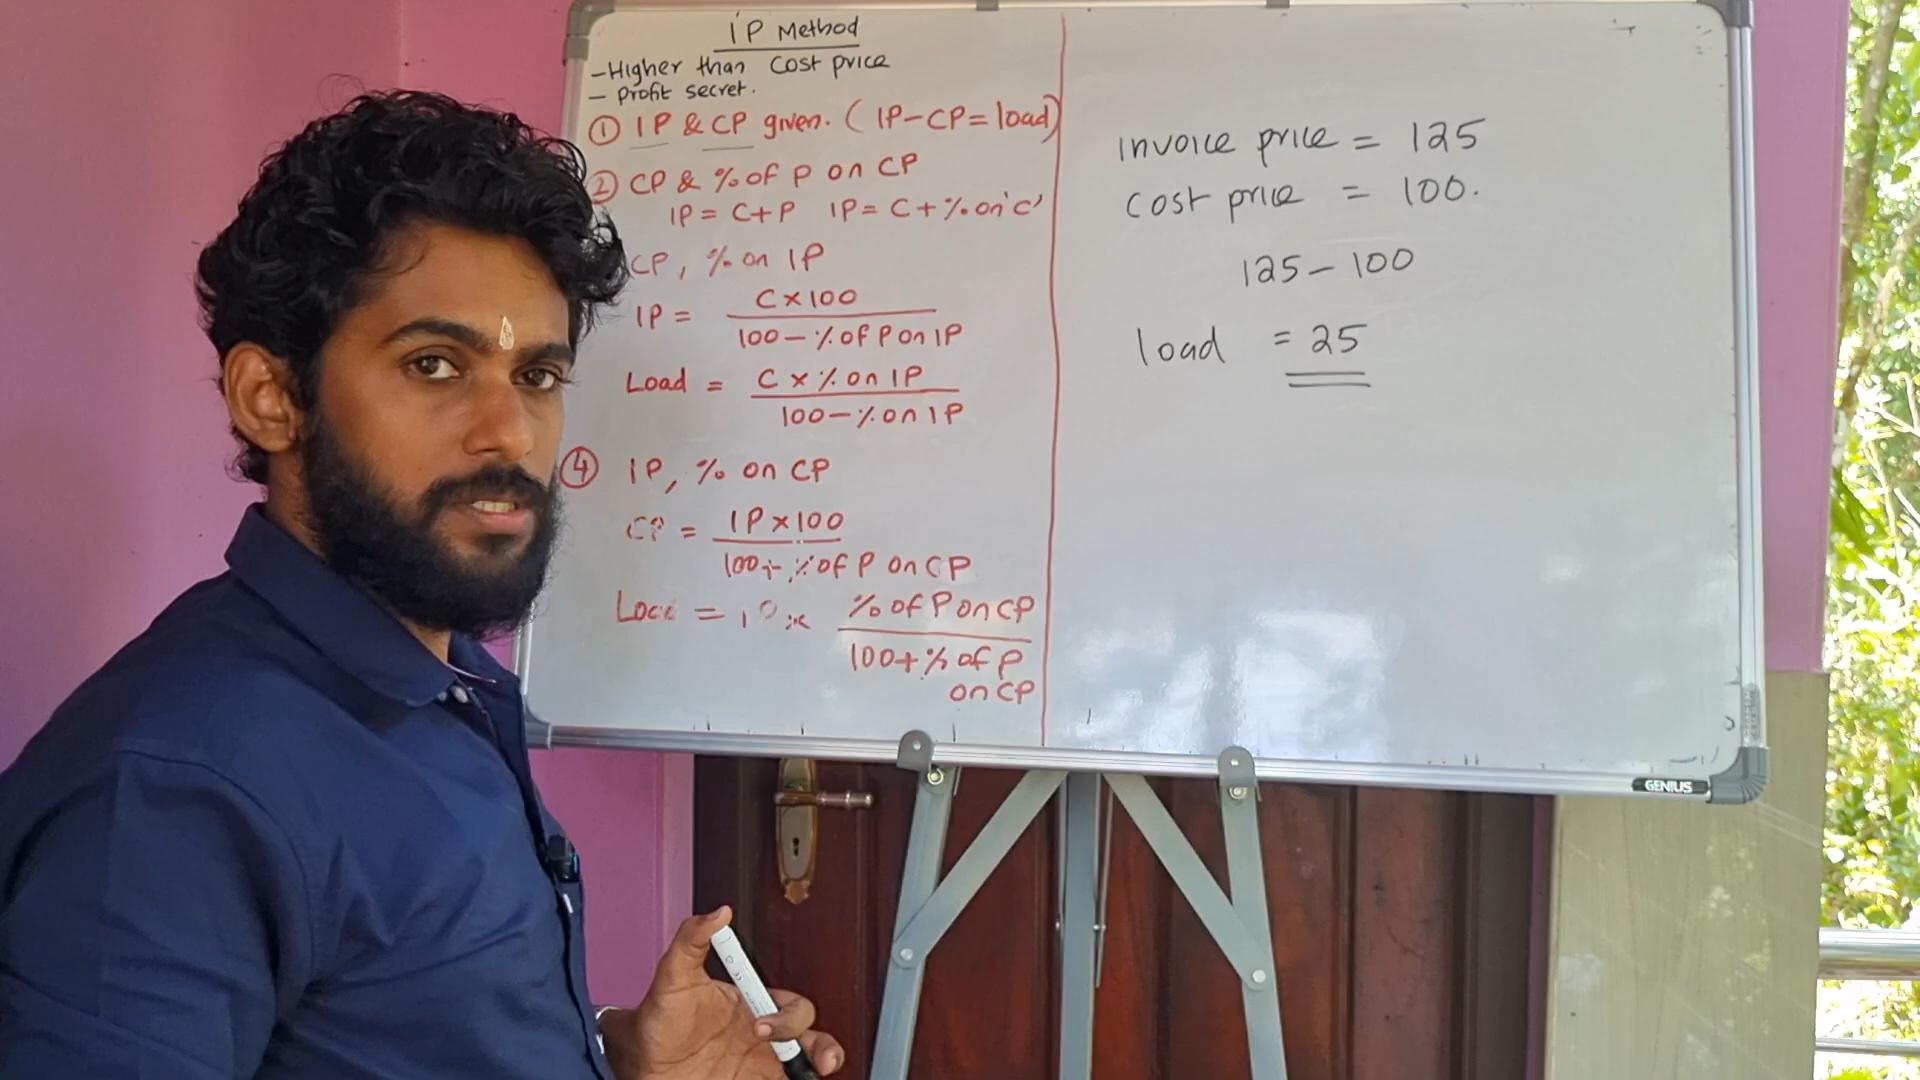 IP Method
- Higher than cost price
- profit secret.
① IP & CP given. (IP-CP=load)
② CP & % of P on CP
IP = C+P IP = C+% on 'c'
CP, % on IP
IP = C×100
100-% of P on IP
Load = C × % on IP
100-% on IP
④ IP, % on CP
CP = IP×100
100+ % of P on CP
= IP × % of P on CP
100+% of P
on CP
Invoice price = 125
Cost price = 100.
125-100
load = 25
GENIUS